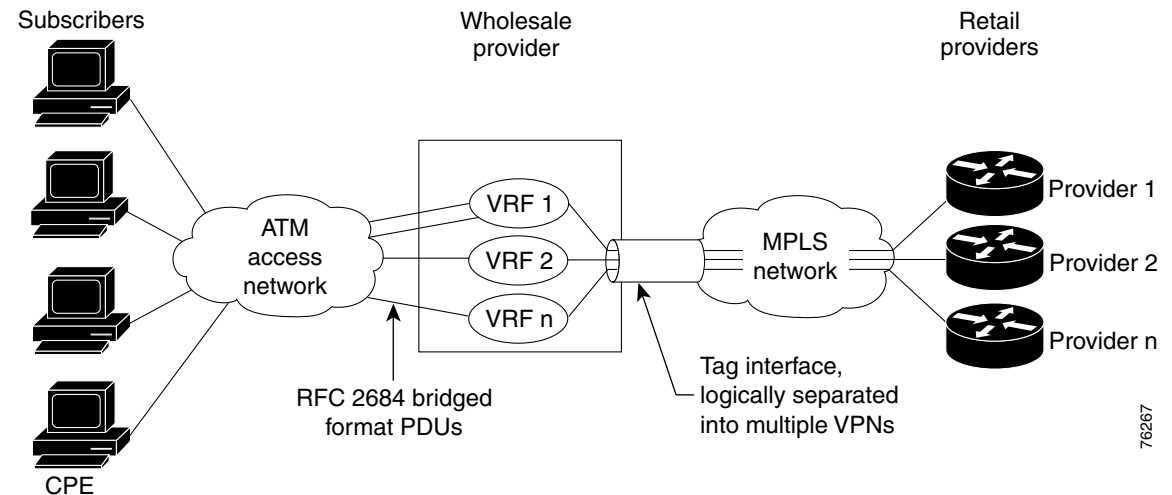 Subscribers
Wholesale
provider
Retail
providers
ATM
access
network
VRF 1
VRF 2
VRF n
MPLS
network
Provider 1
Provider 2
Provider n
RFC 2684 bridged
format PDUs
Tag interface,
logically separated
into multiple VPNs
CPE
76267